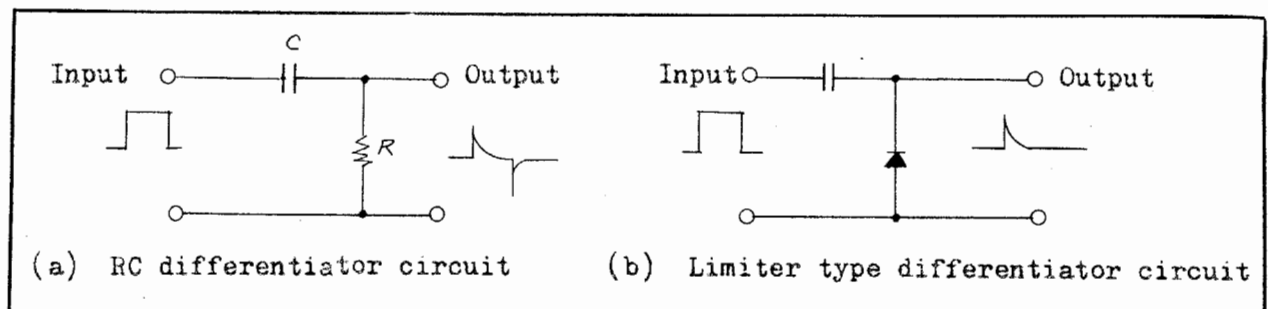 C
Input Output
R
(a) RC differentiator circuit
Input Output
(b) Limiter type differentiator circuit